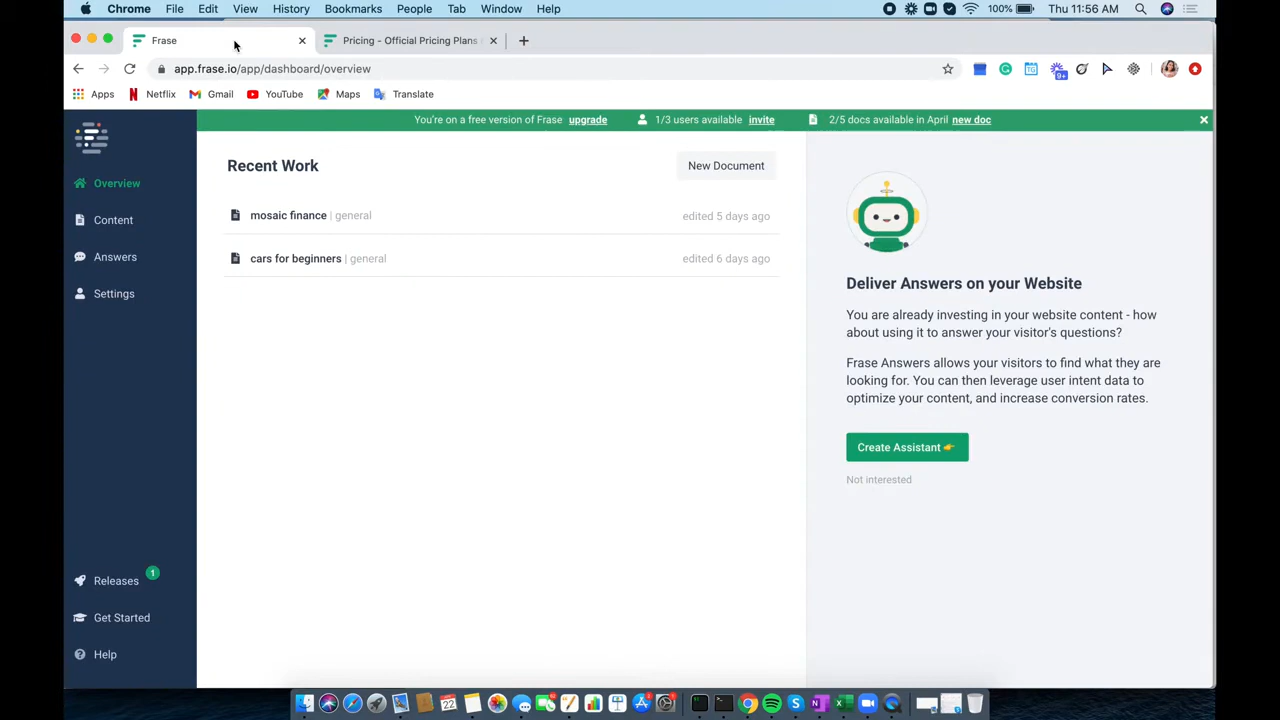 Chrome File Edit View History Bookmarks People Tab Window Help 100% Thu 11:56 AM
Frase Pricing - Official Pricing Plans
app.frase.io/app/dashboard/overview 9+
Apps Netflix Gmail YouTube Maps Translate
You're on a free version of Frase upgrade 1/3 users available invite 2/5 docs available in April new doc
Overview
Content
Answers
Settings
Releases 1
Get Started
Help
Recent Work New Document
mosaic finance | general edited 5 days ago
cars for beginners | general edited 6 days ago
Deliver Answers on your Website
You are already investing in your website content - how
about using it to answer your visitor's questions?
Frase Answers allows your visitors to find what they are
looking for. You can then leverage user intent data to
optimize your content, and increase conversion rates.
Create Assistant
Not interested